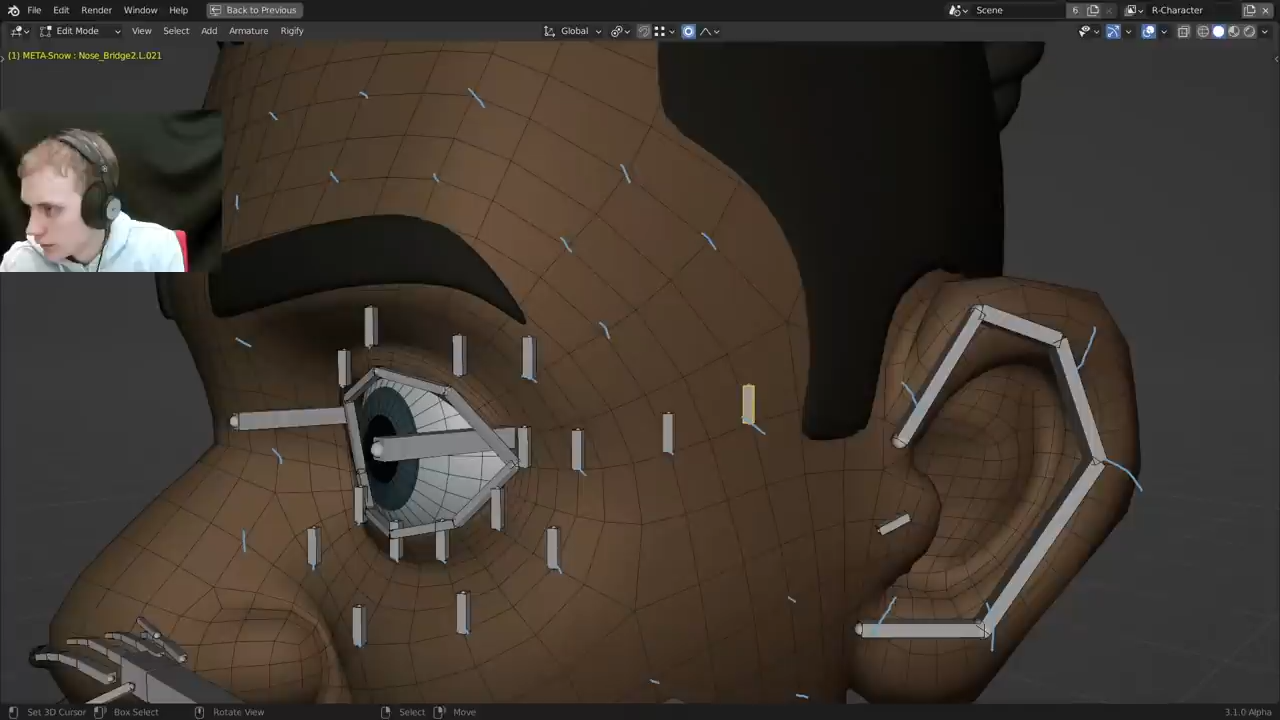 File Edit Render Window Help Back to Previous Scene 6 R-Character
Edit Mode View Select Add Armature Rigify Global
(1) META-Snow : Nose_Bridge2.L.021
Set 3D Cursor Box Select Rotate View Select Move 3.1.0 Alpha